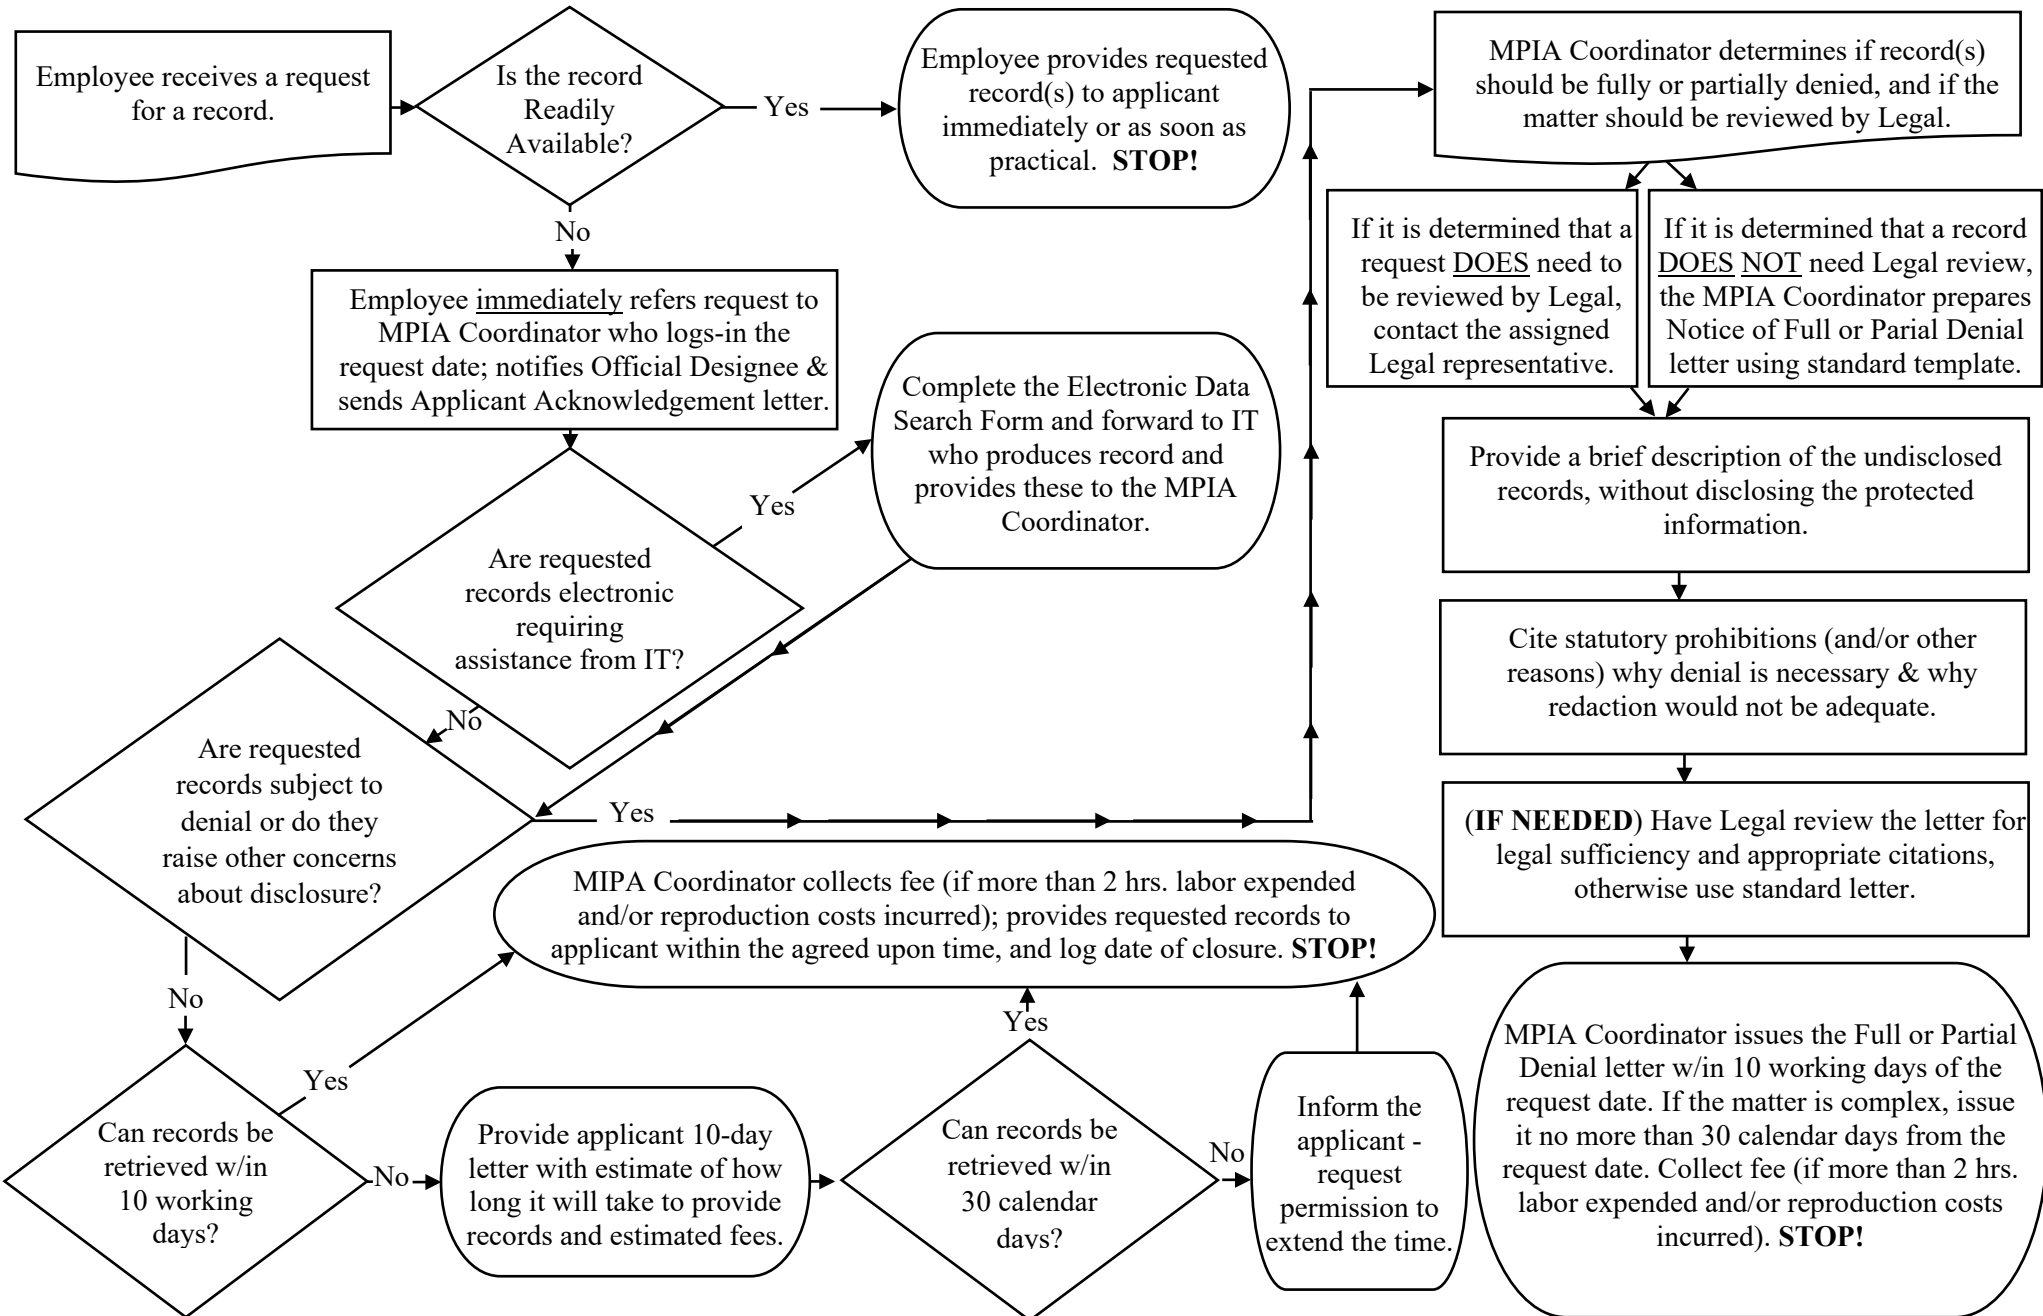 Employee receives a request
for a record.
Is the record
Readily
Available?
Yes
Employee provides requested
record(s) to applicant
immediately or as soon as
practical.  STOP!
No
Employee immediately refers request to
MPIA Coordinator who logs-in the
request date; notifies Official Designee &
sends Applicant Acknowledgement letter.
Are requested
records electronic
requiring
assistance from IT?
Yes
Complete the Electronic Data
Search Form and forward to IT
who produces record and
provides these to the MPIA
Coordinator.
No
Are requested
records subject to
denial or do they
raise other concerns
about disclosure?
Yes
No
Can records be
retrieved w/in
10 working
days?
Yes
MIPA Coordinator collects fee (if more than 2 hrs. labor expended
and/or reproduction costs incurred); provides requested records to
applicant within the agreed upon time, and log date of closure. STOP!
No
Provide applicant 10-day
letter with estimate of how
long it will take to provide
records and estimated fees.
Can records be
retrieved w/in
30 calendar
days?
Yes
No
Inform the
applicant -
request
permission to
extend the time.
MPIA Coordinator determines if record(s)
should be fully or partially denied, and if the
matter should be reviewed by Legal.
If it is determined that a
request DOES need to
be reviewed by Legal,
contact the assigned
Legal representative.
If it is determined that a record
DOES NOT need Legal review,
the MPIA Coordinator prepares
Notice of Full or Parial Denial
letter using standard template.
Provide a brief description of the undisclosed
records, without disclosing the protected
information.
Cite statutory prohibitions (and/or other
reasons) why denial is necessary & why
redaction would not be adequate.
(IF NEEDED) Have Legal review the letter for
legal sufficiency and appropriate citations,
otherwise use standard letter.
MPIA Coordinator issues the Full or Partial
Denial letter w/in 10 working days of the
request date. If the matter is complex, issue
it no more than 30 calendar days from the
request date. Collect fee (if more than 2 hrs.
labor expended and/or reproduction costs
incurred). STOP!